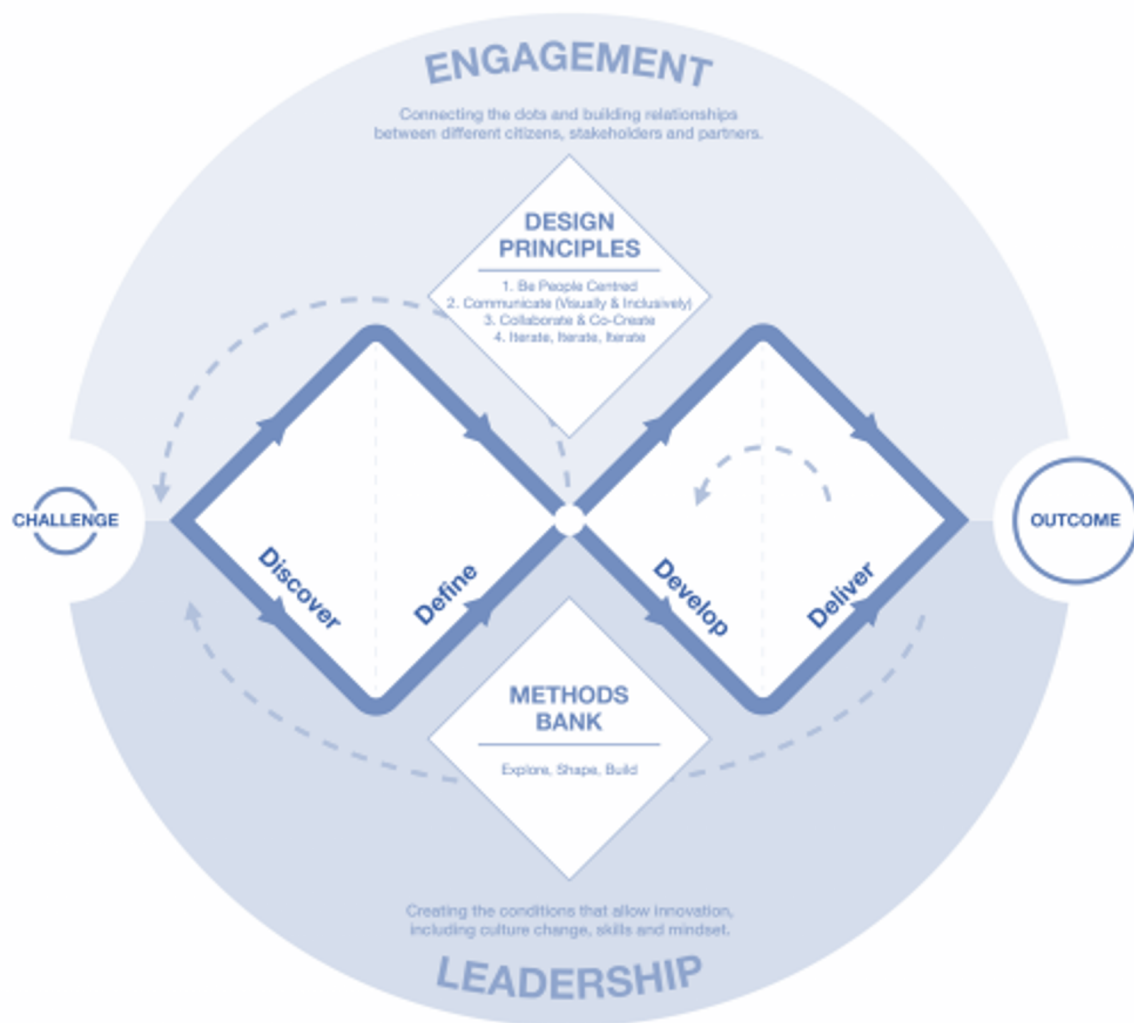 ENGAGEMENT
Connecting the dots and building relationships
between different citizens, stakeholders and partners.
DESIGN
PRINCIPLES
1. Be People Centred
2. Communicate (Visually & Inclusively)
3. Collaborate & Co-Create
4. Iterate, Iterate, Iterate
CHALLENGE
OUTCOME
Discover
Define
Develop
Deliver
METHODS
BANK
Explore, Shape, Build
Creating the conditions that allow innovation,
including culture change, skills and mindset.
LEADERSHIP